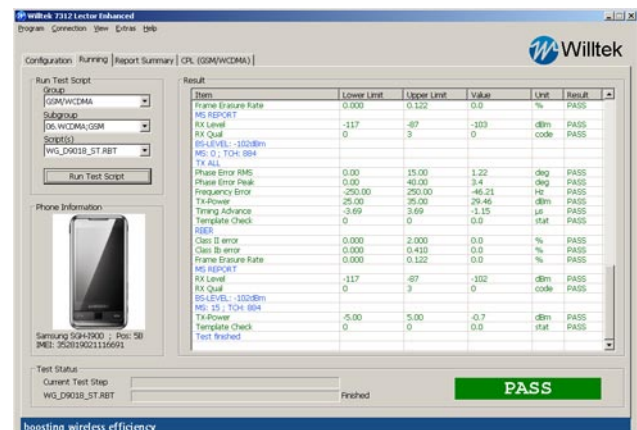 Willtek 7312 Lector Enhanced
Program Connection View Extras Help
Willtek
Configuration Running Report Summary CPL (GSM/WCDMA)
Run Test Script
Group
GSM/WCDMA
Subgroup
06.WCDMA;GSM
Script(s)
WG_D9018_ST.RBT
Run Test Script
Phone Information
SAMSUNG
Samsung SGH-I900 ; Pos: 5B
IMEI: 352819021116691
Result
Item Lower Limit Upper Limit Value Unit Result
Frame Erasure Rate 0.000 0.122 0.0 % PASS
MS REPORT
RX Level -117 -87 -103 dBm PASS
RX Qual 0 3 0 code PASS
BS-LEVEL: -102dBm
MS: 0 ; TCH: 884
TX ALL
Phase Error RMS 0.00 15.00 1.22 deg PASS
Phase Error Peak 0.00 40.00 3.4 deg PASS
Frequency Error -250.00 250.00 -46.21 Hz PASS
TX-Power 25.00 35.00 29.46 dBm PASS
Timing Advance -3.69 3.69 -1.15 µs PASS
Template Check 0 0 0.0 stat PASS
RBER
Class II error 0.000 2.000 0.0 % PASS
Class Ib error 0.000 0.410 0.0 % PASS
Frame Erasure Rate 0.000 0.122 0.0 % PASS
MS REPORT
RX Level -117 -87 -102 dBm PASS
RX Qual 0 3 0 code PASS
BS-LEVEL: -102dBm
MS: 15 ; TCH: 884
TX-Power -5.00 5.00 -0.7 dBm PASS
Template Check 0 0 0.0 stat PASS
Test finished
Test Status
Current Test Step
WG_D9018_ST.RBT Finished
PASS
boosting wireless efficiency